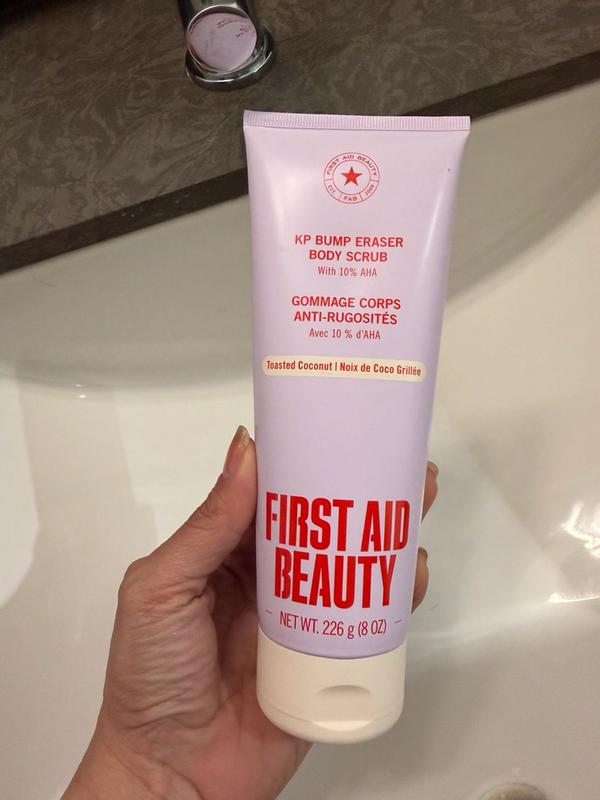 FIRST AID BEAUTY
EST. FAB 2009
KP BUMP ERASER
BODY SCRUB
With 10% AHA
GOMMAGE CORPS
ANTI-RUGOSITÉS
Avec 10 % d'AHA
Toasted Coconut | Noix de Coco Grillée
FIRST AID
BEAUTY
NET WT. 226 g (8 OZ)